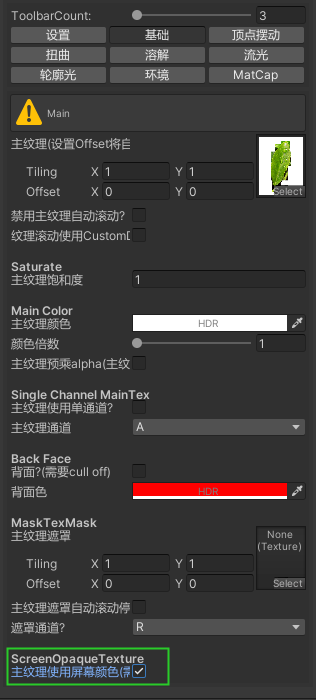 ToolbarCount: 3
设置 基础 顶点摆动
扭曲 溶解 流光
轮廓光 环境 MatCap
Main
主纹理(设置Offset将自
Tiling X 1 Y 1
Offset X 0 Y 0
Select
禁用主纹理自动滚动?
纹理滚动使用CustomD
Saturate
主纹理饱和度 1
Main Color
主纹理颜色 HDR
颜色倍数 1
主纹理预乘alpha(主纹
Single Channel MainTex
主纹理使用单通道?
主纹理通道 A
Back Face
背面?(需要cull off)
背面色 HDR
MaskTexMask
主纹理遮罩
None
(Texture)
Tiling X 1 Y 1
Offset X 0 Y 0
Select
主纹理遮罩自动滚动停
遮罩通道? R
ScreenOpaqueTexture
主纹理使用屏幕颜色(